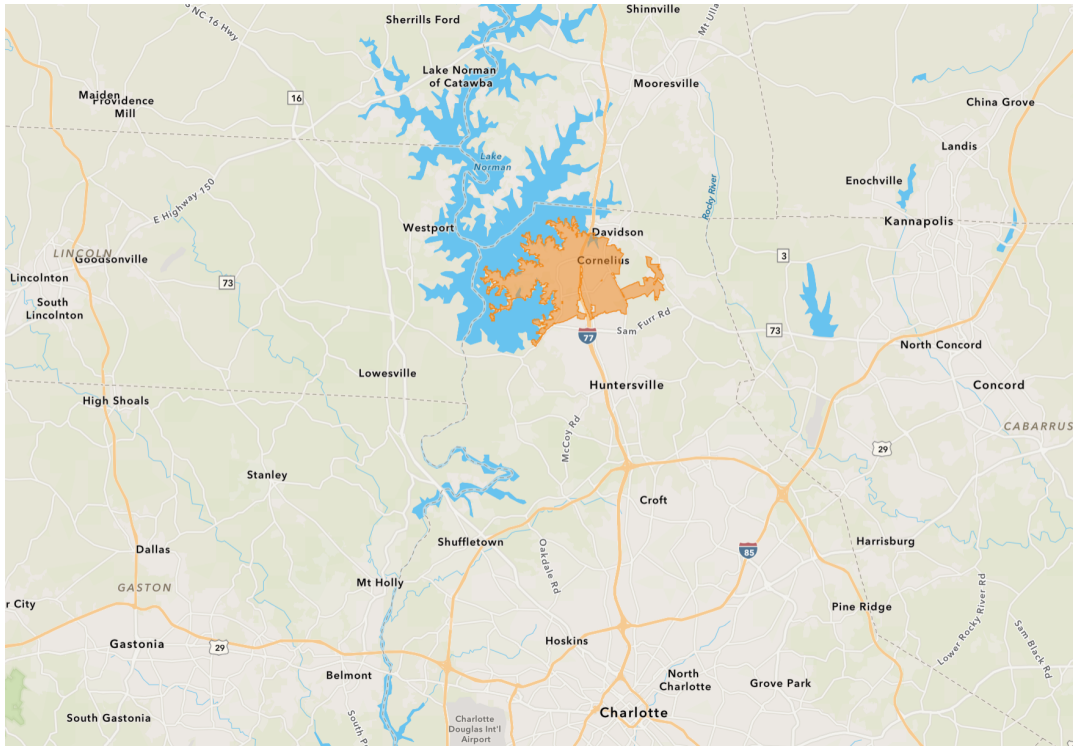 Sherrills Ford
Shinnville
S NC 16 Hwy
Mt Ulla
Lake Norman
of Catawba
Mooresville
Maiden
Providence
Mill
16
China Grove
Landis
Lake
Norman
Enochville
E Highway 150
Rocky River
Kannapolis
Westport
Davidson
LINCOLN
Goodsonville
Cornelius
3
Lincolnton
73
South
Lincolnton
Sam Furr Rd
73
77
North Concord
Lowesville
Huntersville
Concord
High Shoals
CABARRUS
McCoy Rd
29
Stanley
Croft
Shuffletown
Oakdale Rd
85
Harrisburg
Dallas
GASTON
Mt Holly
r City
Pine Ridge
Lower Rocky River Rd
Sam Black Rd
Gastonia
29
Hoskins
Belmont
North
Charlotte
Grove Park
South Gastonia
South P
Charlotte
Douglas Int'l
Airport
Charlotte